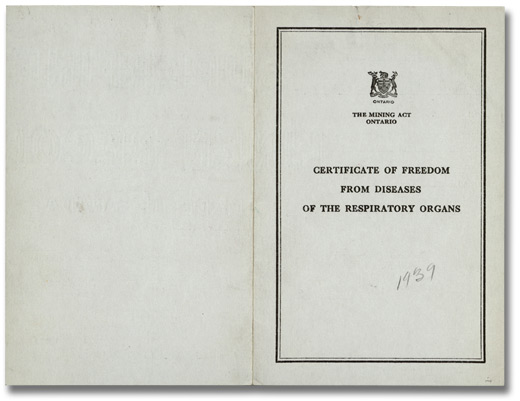 ONTARIO
THE MINING ACT
ONTARIO
CERTIFICATE OF FREEDOM
FROM DISEASES
OF THE RESPIRATORY ORGANS
1939